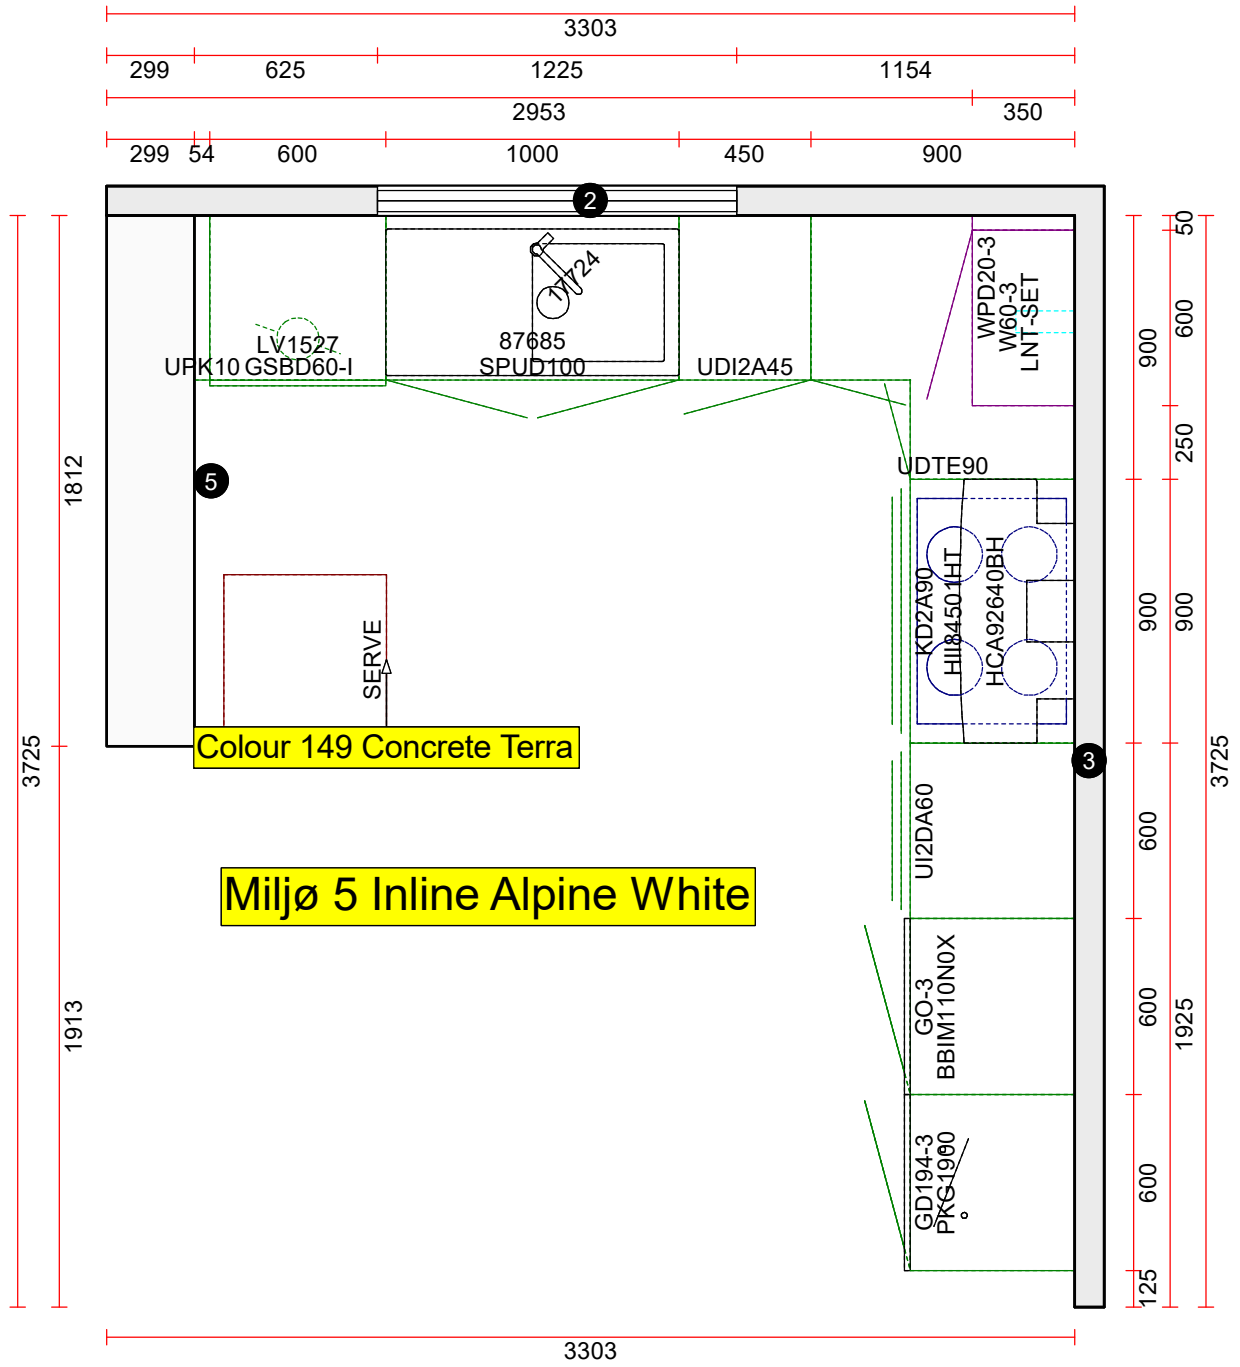 3303
299 625 1225 1154
2953 350
299 54 600 1000 450 900
2
17724
LV1527
87685
UPK10 GSBD60-I SPUD100 UDI2A45
WPD20-3
W60-3
LNT-SET
50
600
900
250
1812
5
UDTE90
KD2A90
HII84501HT
HCA92640BH
900
900
SERVE
Colour 149 Concrete Terra
3725
3
3725
UI2DA60
600
Miljø 5 Inline Alpine White
GO-3
BBIM110N0X
600
1925
1913
GD194-3
PKG1900
600
125
3303